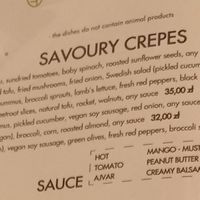 the dishes do not contain animal products
SAVOURY CREPES
sundried tomatoes, baby spinach, roasted sunflower seeds, any
tofu, fried mushrooms, fried onion. Swedish salad (pickled cucum
ummus, broccoli sprouts, lamb's lettuce, fresh red peppers, black
beetroot slices, natural tofu, rocket, walnuts, any sauce 35,00 zł
mus, pickled cucumber, vegan soy sausage, red onion, any sauce
gan), broccoli, corn, roasted almond, any sauce 32,00 zł
), vegan soy sausage, green olives, fresh red peppers, broccoli s
y sauce
SAUCE
HOT
TOMATO
AJVAR
MANGO - MUST
PEANUT BUTTER
CREAMY BALSA